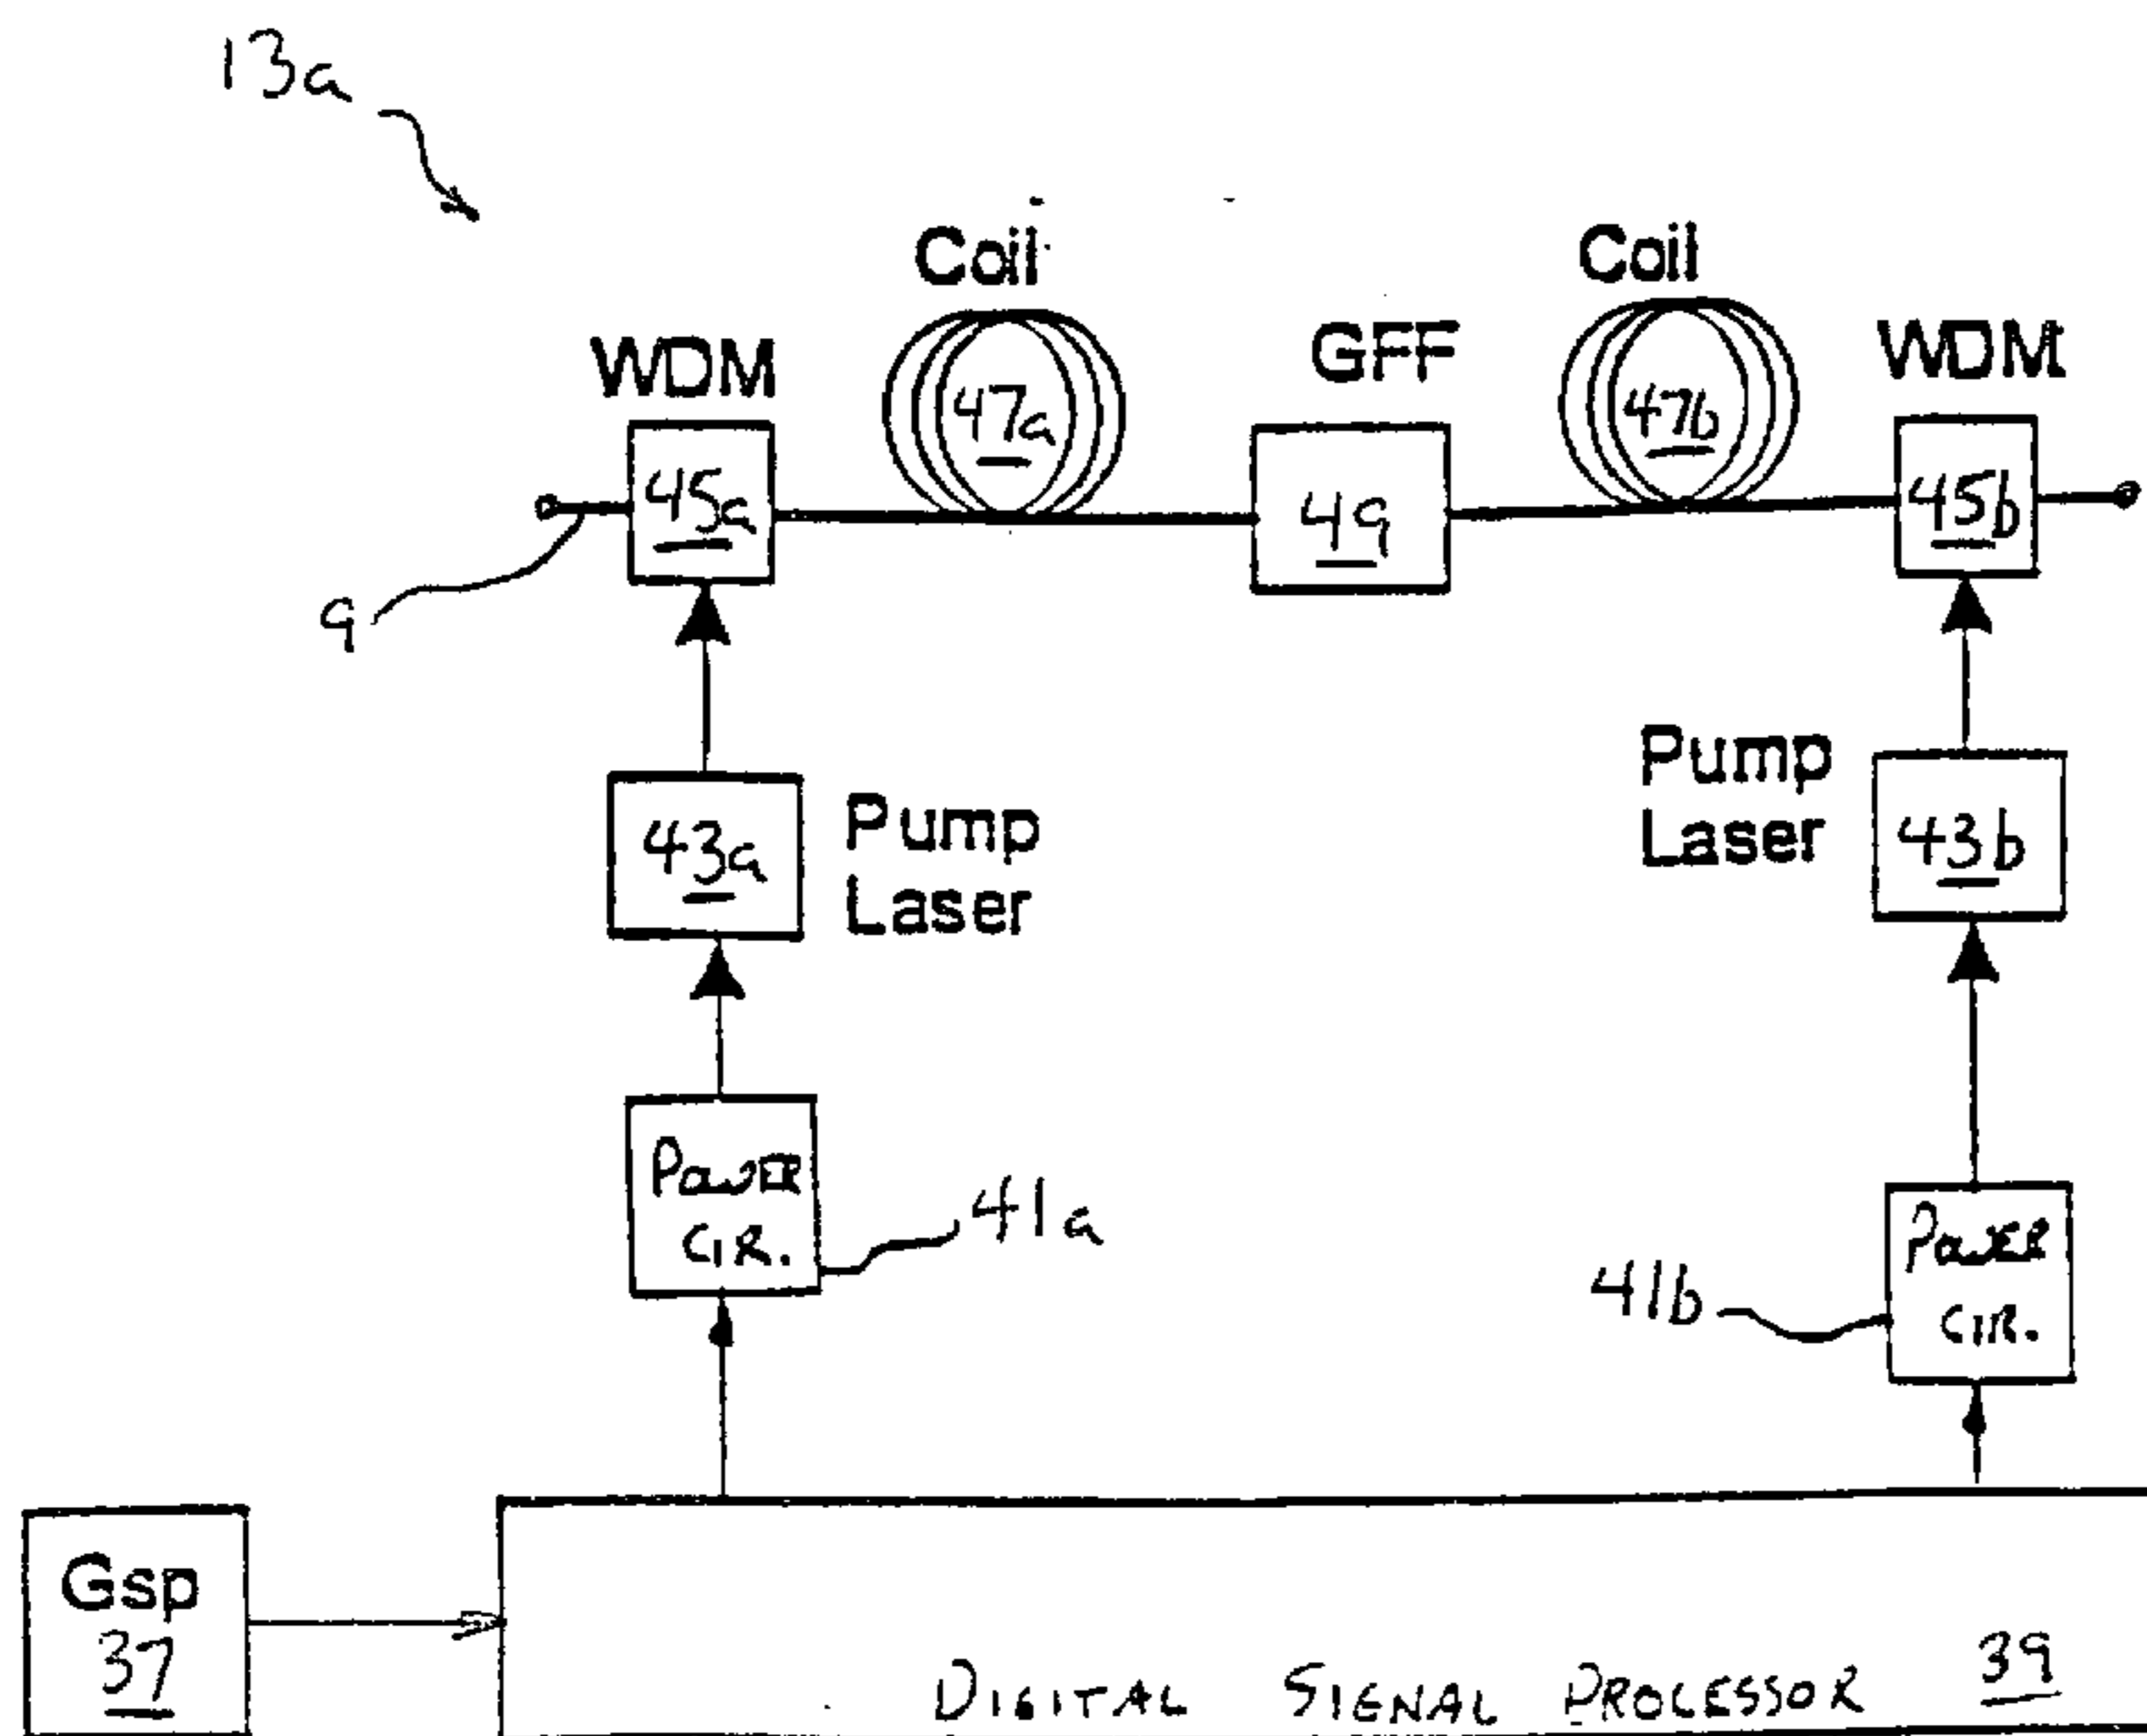 13a
Coil
Coil
WDM
GFF
WDM
47a
47b
45a
49
45b
9
Pump
Laser
43a
Pump
Laser
43b
Power
Cir.
41a
41b
Power
Cir.
Gsp
37
Digital Signal Processor 39